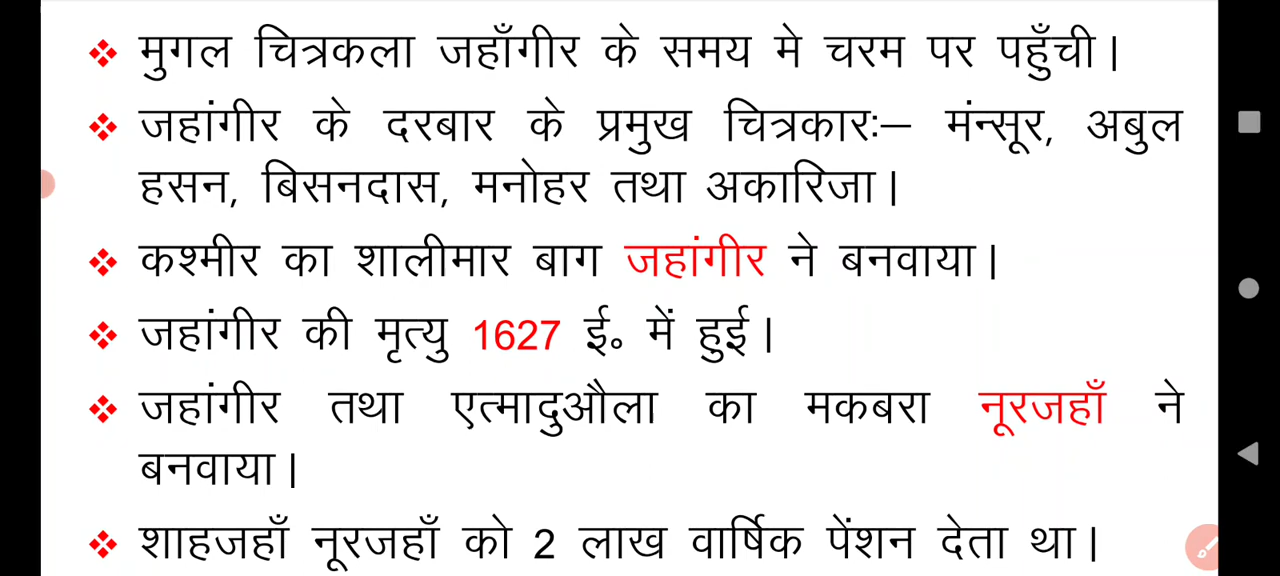 ❖ मुगल चित्रकला जहाँगीर के समय मे चरम पर पहुँची।
❖ जहांगीर के दरबार के प्रमुख चित्रकारः– मंन्सूर, अबुल
हसन, बिसनदास, मनोहर तथा अकारिजा।
❖ कश्मीर का शालीमार बाग जहांगीर ने बनवाया।
❖ जहांगीर की मृत्यु 1627 ई॰ में हुई।
❖ जहांगीर तथा एत्मादुऔला का मकबरा नूरजहाँ ने
बनवाया।
❖ शाहजहाँ नूरजहाँ को 2 लाख वार्षिक पेंशन देता था।